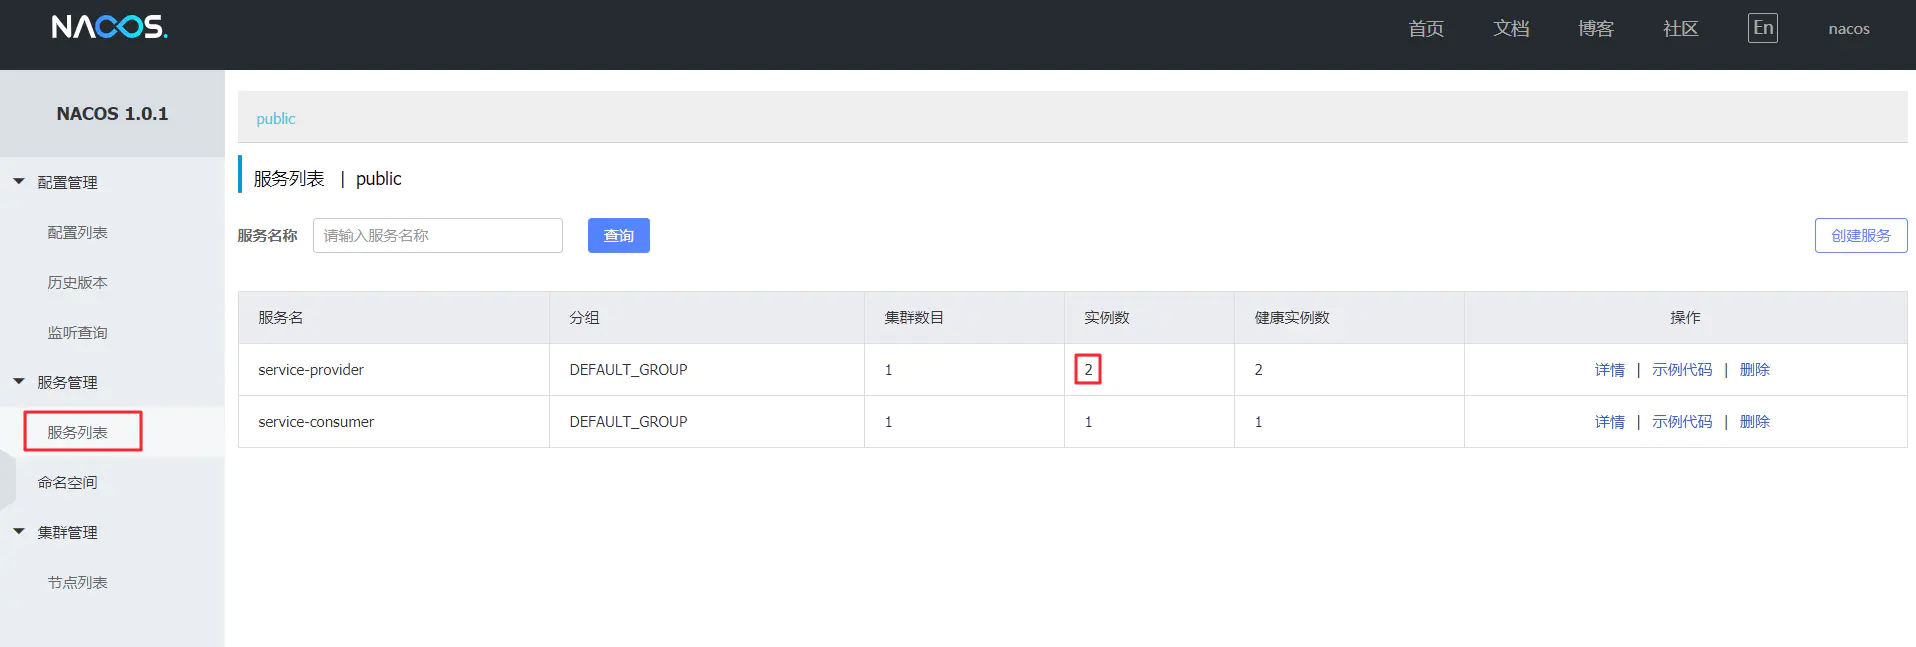 NACOS.
首页 文档 博客 社区 En nacos
NACOS 1.0.1
配置管理
配置列表
历史版本
监听查询
服务管理
服务列表
命名空间
集群管理
节点列表
public
服务列表 | public
服务名称 请输入服务名称 查询 创建服务
服务名 分组 集群数目 实例数 健康实例数 操作
service-provider DEFAULT_GROUP 1 2 2 详情 | 示例代码 | 删除
service-consumer DEFAULT_GROUP 1 1 1 详情 | 示例代码 | 删除